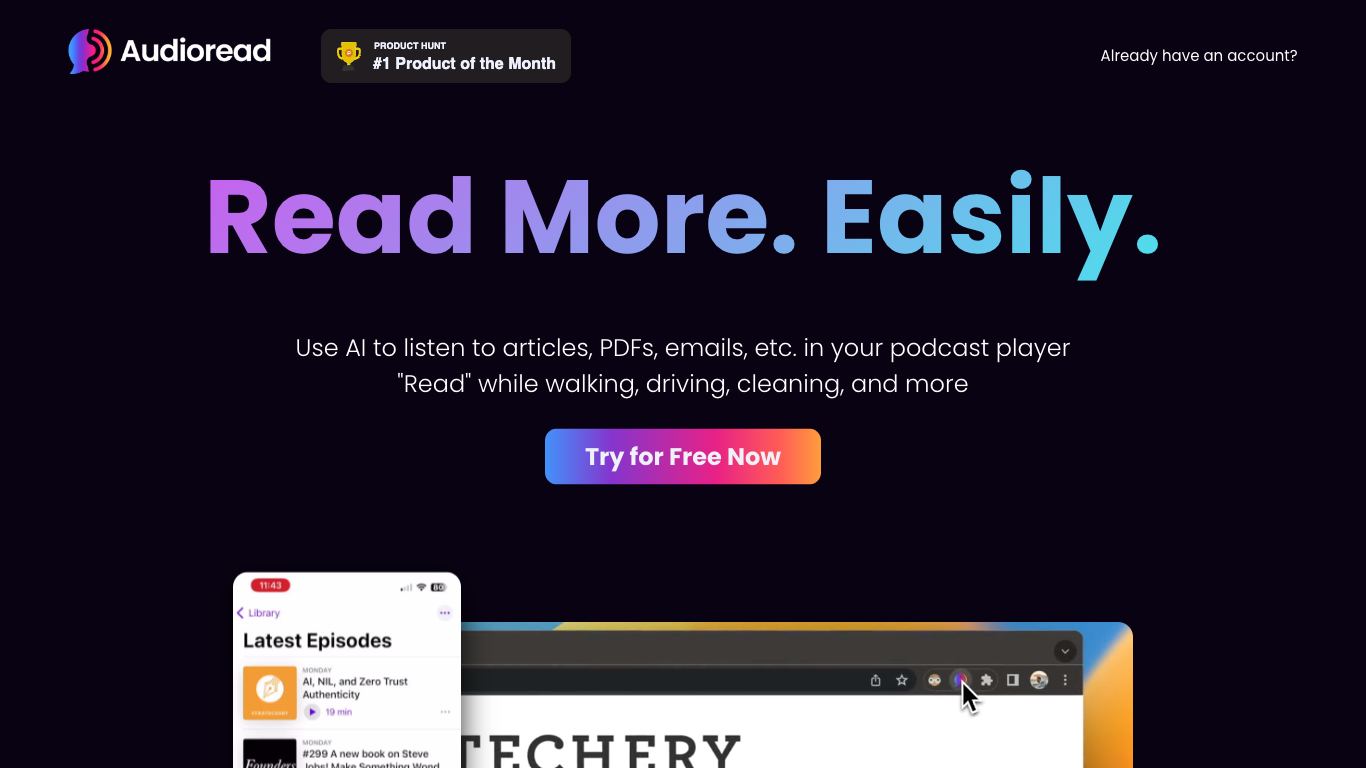 Audioread
PRODUCT HUNT
#1 Product of the Month
Already have an account?
Read More. Easily.
Use AI to listen to articles, PDFs, emails, etc. in your podcast player
"Read" while walking, driving, cleaning, and more
Try for Free Now
11:43
80
Library
Latest Episodes
MONDAY
AI, NIL, and Zero Trust
Authenticity
19 min
STRATECHERY
MONDAY
#299 A new book on Steve
Jobs! Make Something Wond
Founders
TECHERY